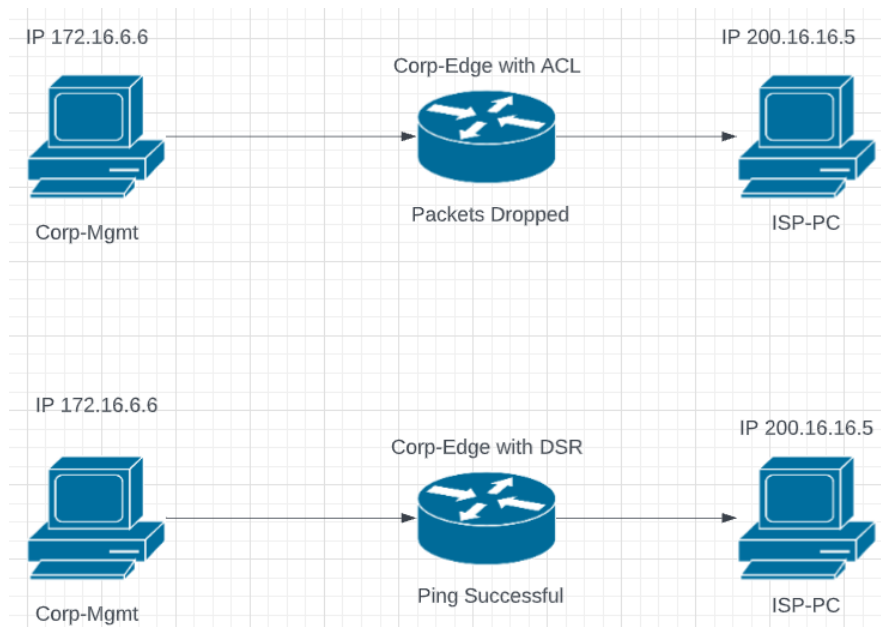 IP 172.16.6.6
IP 200.16.16.5
Corp-Edge with ACL
Packets Dropped
Corp-Mgmt
ISP-PC
IP 172.16.6.6
IP 200.16.16.5
Corp-Edge with DSR
Ping Successful
Corp-Mgmt
ISP-PC